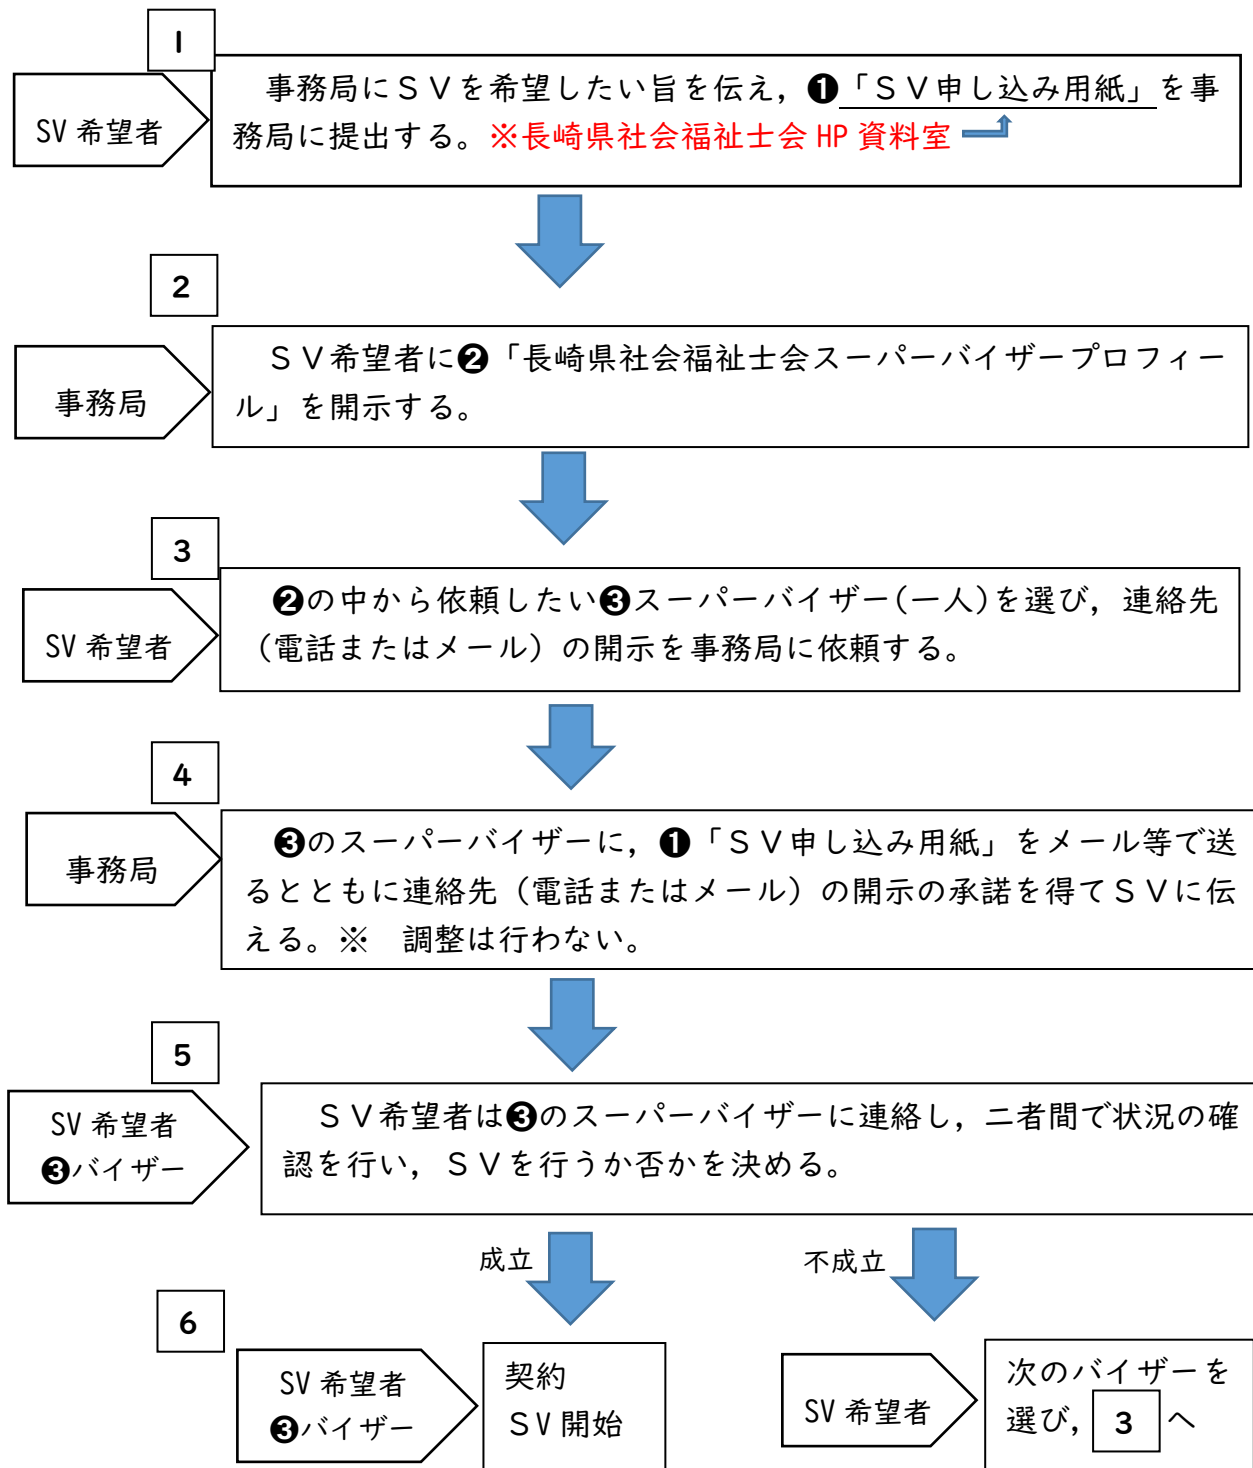 1
SV 希望者
事務局にＳＶを希望したい旨を伝え，❶「ＳＶ申し込み用紙」を事
務局に提出する。※長崎県社会福祉士会 HP 資料室
2
事務局
ＳＶ希望者に❷「長崎県社会福祉士会スーパーバイザープロフィー
ル」を開示する。
3
SV 希望者
❷の中から依頼したい❸スーパーバイザー(一人)を選び，連絡先
（電話またはメール）の開示を事務局に依頼する。
4
事務局
❸のスーパーバイザーに，❶「ＳＶ申し込み用紙」をメール等で送
るとともに連絡先（電話またはメール）の開示の承諾を得てＳＶに伝
える。※　調整は行わない。
5
SV 希望者
❸バイザー
ＳＶ希望者は❸のスーパーバイザーに連絡し，二者間で状況の確
認を行い，ＳＶを行うか否かを決める。
成立
不成立
6
SV 希望者
❸バイザー
契約
ＳＶ開始
SV 希望者
次のバイザーを
選び，3へ